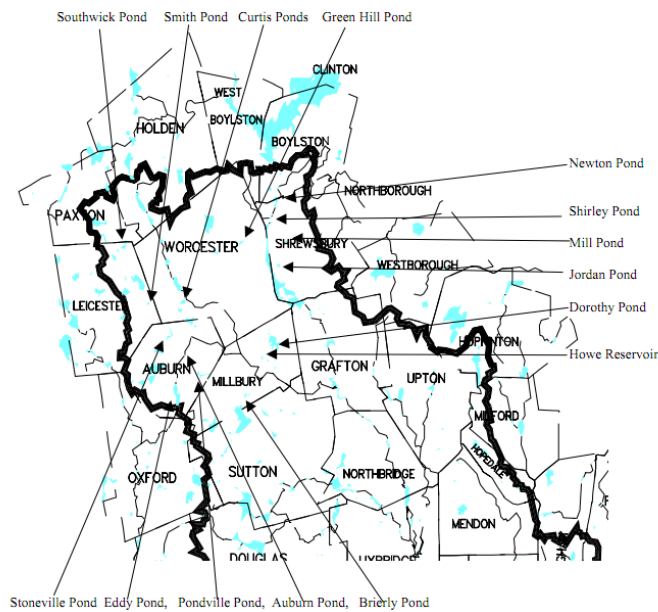 Southwick Pond Smith Pond Curtis Ponds Green Hill Pond
CLINTON
WEST
BOYLSTON
HOLDEN
BOYLSTON
Newton Pond
NORTHBOROUGH
PAXTON
Shirley Pond
WORCESTER
SHREWSBURY
Mill Pond
WESTBOROUGH
Jordan Pond
LEICESTER
Dorothy Pond
HOPKINTON
Howe Reservoir
AUBURN
GRAFTON
MILLBURY
UPTON
MILFORD
HOPEDALE
OXFORD
SUTTON
NORTHBRIDGE
MENDON
DOUGLAS
UXBRIDGE
Stoneville Pond Eddy Pond, Pondville Pond, Auburn Pond, Brierly Pond